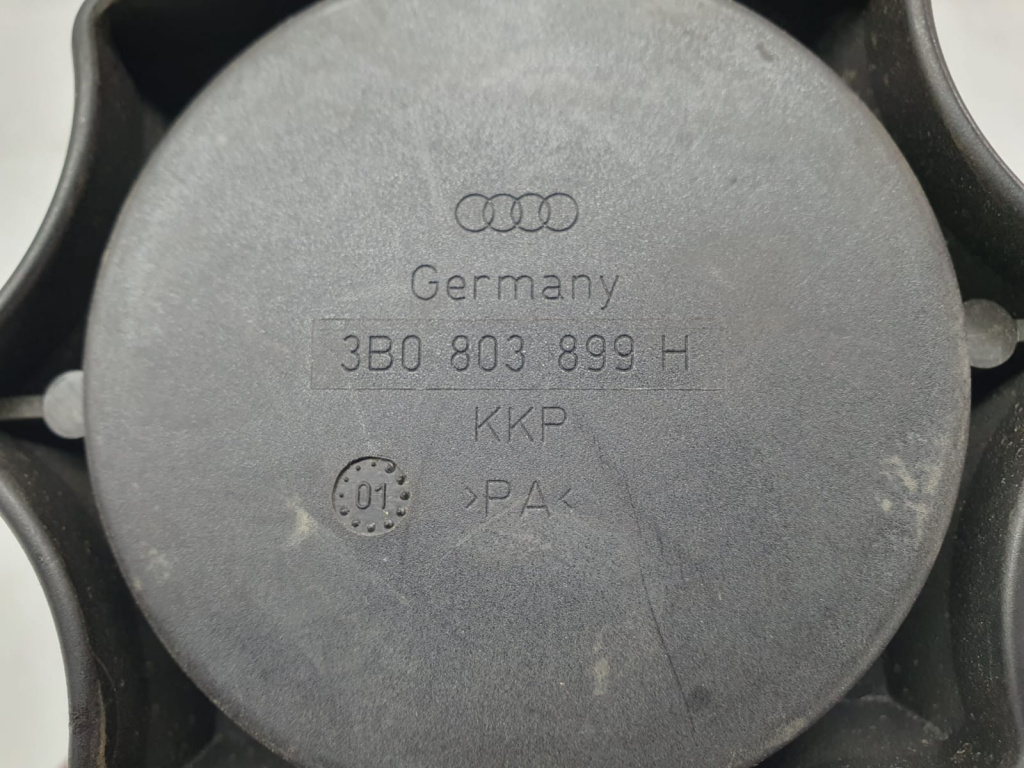 Germany
3B0 803 899 H
KKP
01
>PA<